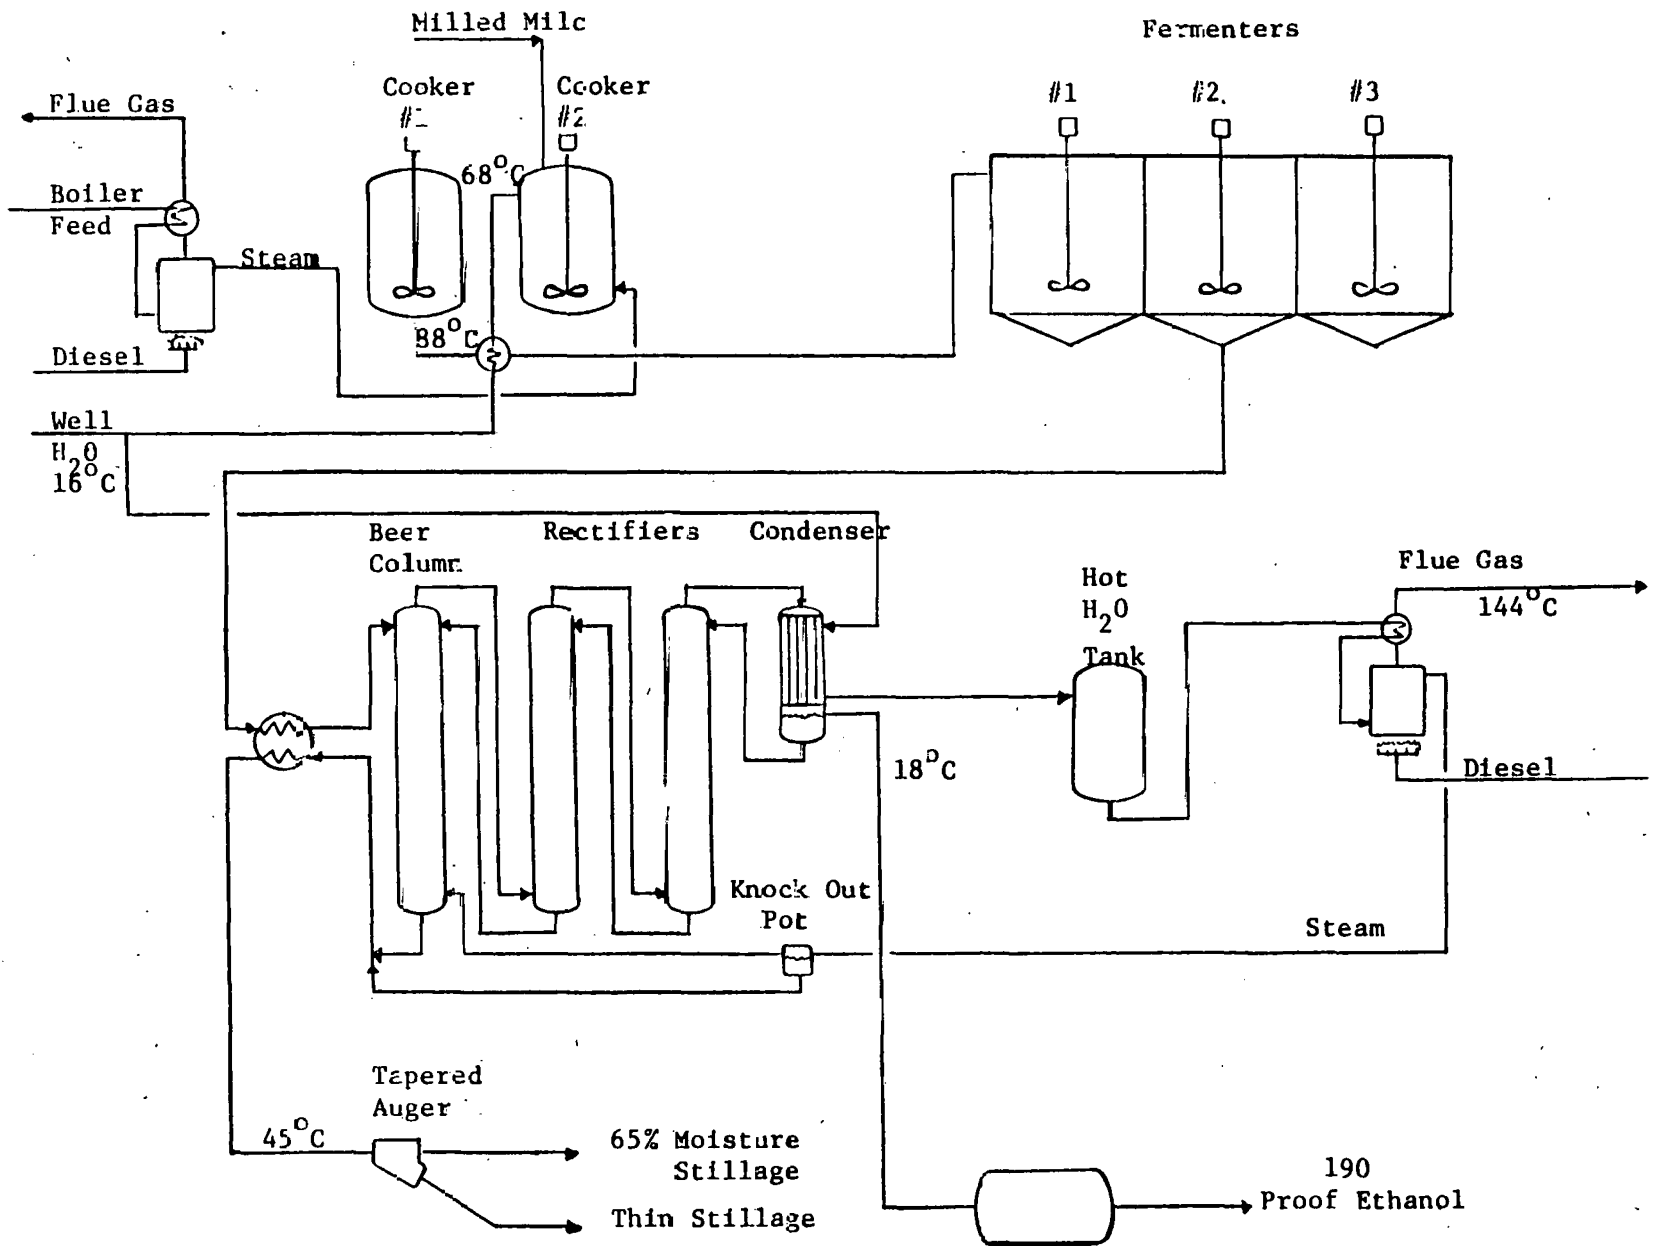 Milled Milo
Fermenters
Cooker
Cooker
#1
#2
#1
#2
#3
Flue Gas
68°C
Boiler
Feed
Steam
88°C
Diesel
Well
H2O
16°C
Beer
Column
Rectifiers
Condenser
Hot
H2O
Tank
Flue Gas
144°C
18°C
Diesel
Knock Out
Pot
Steam
Tapered
Auger
45°C
65% Moisture
Stillage
Thin Stillage
190
Proof Ethanol